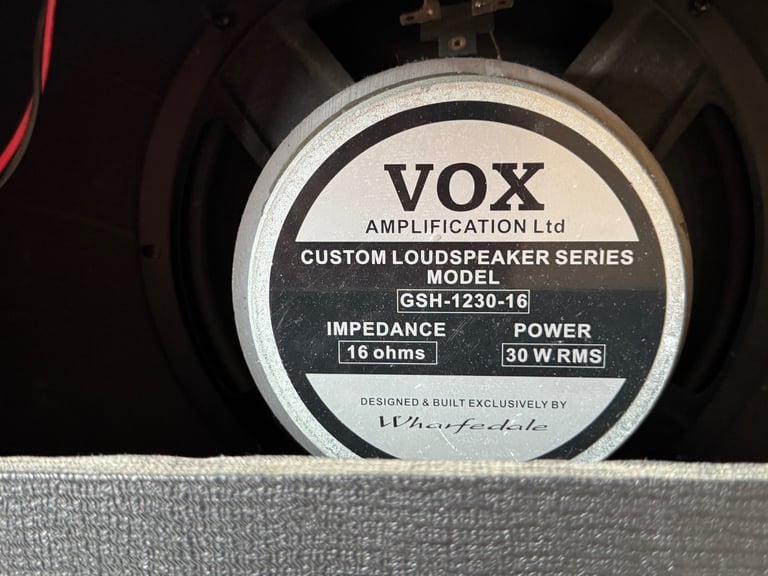 VOX
AMPLIFICATION Ltd
CUSTOM LOUDSPEAKER SERIES
MODEL
GSH-1230-16
IMPEDANCE POWER
16 ohms 30 W RMS
DESIGNED & BUILT EXCLUSIVELY BY
Wharfedale